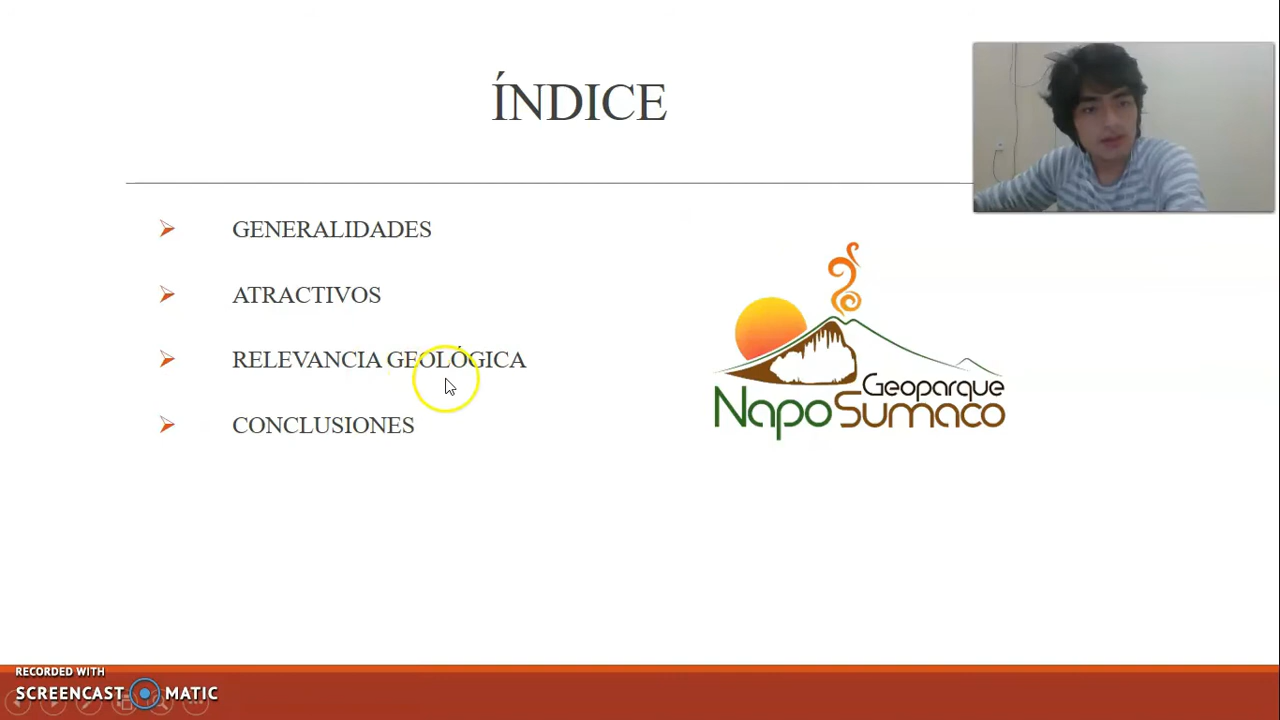 ÍNDICE
GENERALIDADES
ATRACTIVOS
RELEVANCIA GEOLÓGICA
CONCLUSIONES
Geoparque
NapoSumaco
RECORDED WITH
SCREENCAST MATIC